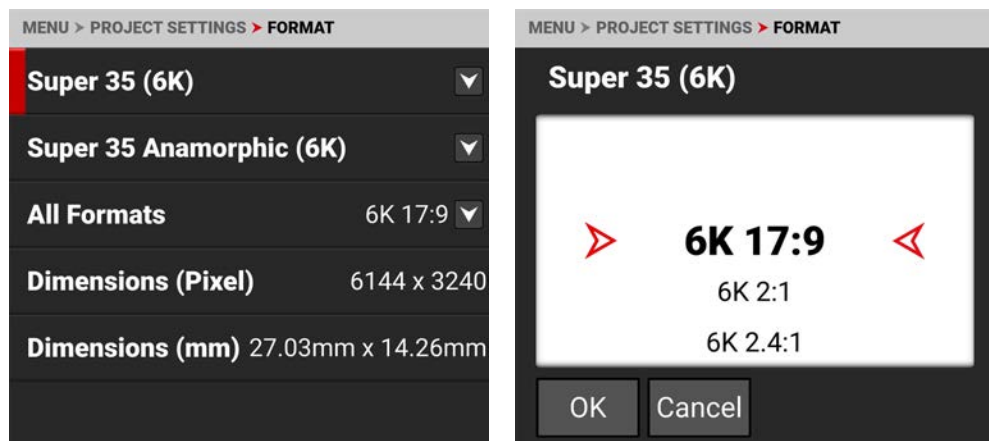 MENU > PROJECT SETTINGS > FORMAT
Super 35 (6K)
Super 35 Anamorphic (6K)
All Formats 6K 17:9
Dimensions (Pixel) 6144 x 3240
Dimensions (mm) 27.03mm x 14.26mm
MENU > PROJECT SETTINGS > FORMAT
Super 35 (6K)
6K 17:9
6K 2:1
6K 2.4:1
OK Cancel